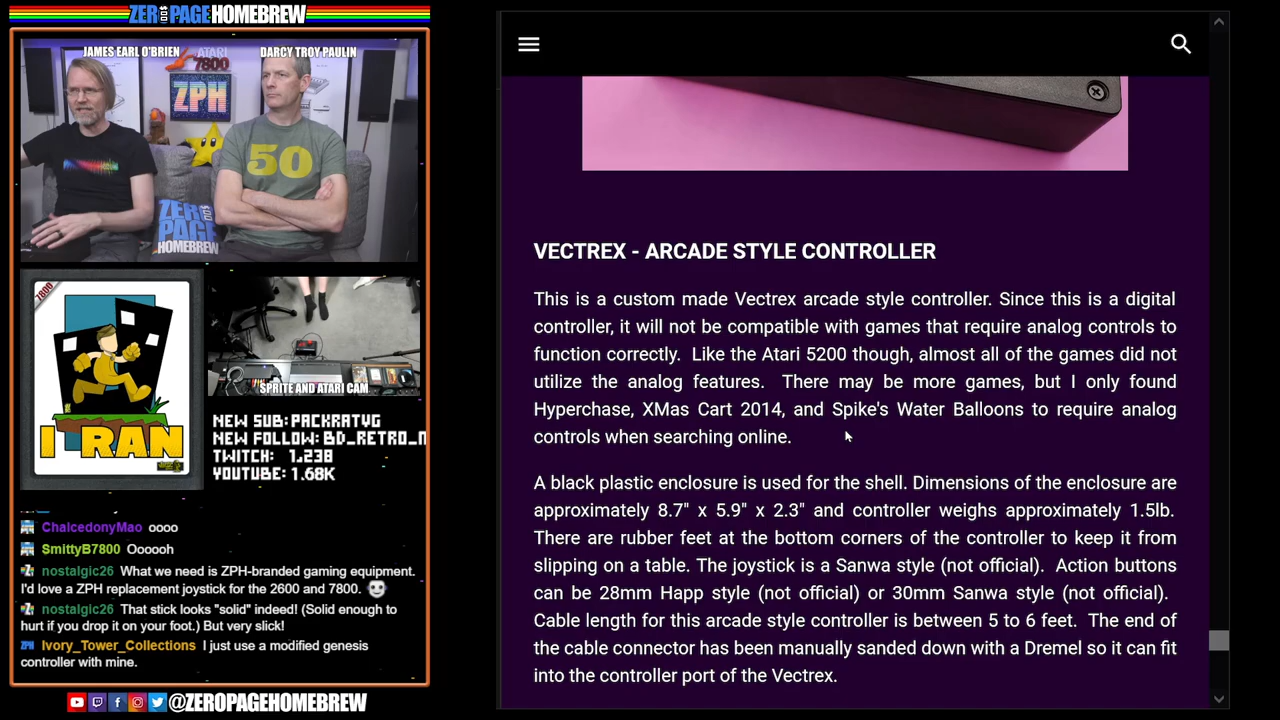 ZERO PAGE HOMEBREW
JAMES EARL O'BRIEN
DARCY TROY PAULIN
ATARI
7800
ZPH
50
ZERO
PAGE
HOMEBREW
7800
I RAN
SPRITE AND ATARI CAM
NEW SUB: PACKRATVG
NEW FOLLOW: BD_RETRO_
TWITCH: 1,238
YOUTUBE: 1.68K
ChalcedonyMao oooo
SmittyB7800 Oooooh
nostalgic26 What we need is ZPH-branded gaming equipment.
I'd love a ZPH replacement joystick for the 2600 and 7800.
nostalgic26 That stick looks "solid" indeed! (Solid enough to
hurt if you drop it on your foot.) But very slick!
Ivory_Tower_Collections I just use a modified genesis
controller with mine.
@ZEROPAGEHOMEBREW
VECTREX - ARCADE STYLE CONTROLLER
This is a custom made Vectrex arcade style controller. Since this is a digital
controller, it will not be compatible with games that require analog controls to
function correctly. Like the Atari 5200 though, almost all of the games did not
utilize the analog features. There may be more games, but I only found
Hyperchase, XMas Cart 2014, and Spike's Water Balloons to require analog
controls when searching online.
A black plastic enclosure is used for the shell. Dimensions of the enclosure are
approximately 8.7" x 5.9" x 2.3" and controller weighs approximately 1.5lb.
There are rubber feet at the bottom corners of the controller to keep it from
slipping on a table. The joystick is a Sanwa style (not official). Action buttons
can be 28mm Happ style (not official) or 30mm Sanwa style (not official).
Cable length for this arcade style controller is between 5 to 6 feet. The end of
the cable connector has been manually sanded down with a Dremel so it can fit
into the controller port of the Vectrex.